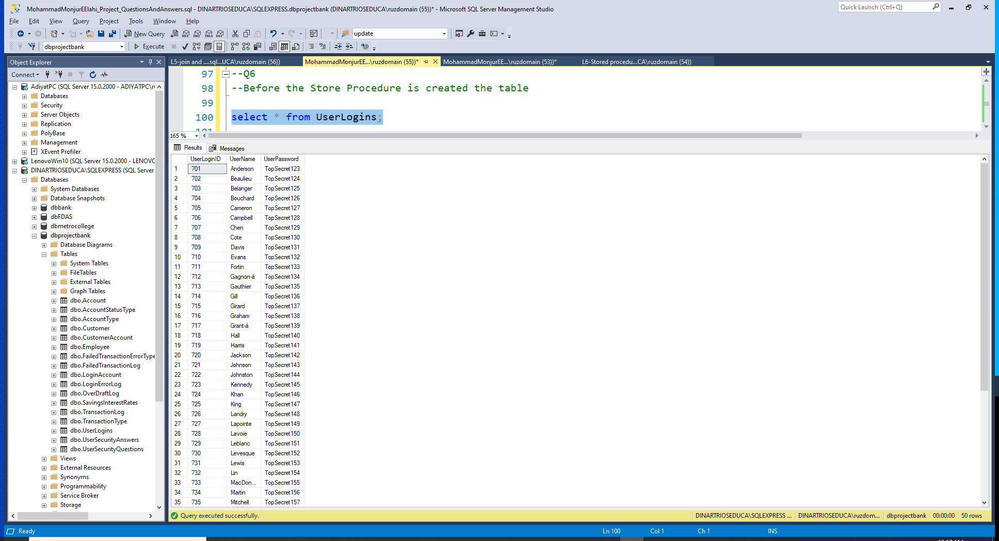 MohammadMonjurEElahi_Project_QuestionsAndAnswers.sql - DINARTRIOSEDUCA\SQLEXPRESS.dbprojectbank (DINARTRIOSEDUCA\ruzdomain (55))* - Microsoft SQL Server Management Studio
Quick Launch (Ctrl+Q)
File Edit View Query Project Tools Window Help
New Query MDX DMX XMLA DAX update
dbprojectbank Execute
Object Explorer
Connect
AdiyatPC (SQL Server 15.0.2000 - ADIYATPC\r
Databases
Security
Server Objects
Replication
PolyBase
Management
XEvent Profiler
LenovoWin10 (SQL Server 15.0.2000 - LENOVC
DINARTRIOSEDUCA\SQLEXPRESS (SQL Server
Databases
System Databases
Database Snapshots
dbbank
dbFDAS
dbmetrocollege
dbprojectbank
Database Diagrams
Tables
System Tables
FileTables
External Tables
Graph Tables
dbo.Account
dbo.AccountStatusType
dbo.AccountType
dbo.Customer
dbo.CustomerAccount
dbo.Employee
dbo.FailedTransactionErrorType
dbo.FailedTransactionLog
dbo.LoginAccount
dbo.LoginErrorLog
dbo.OverDraftLog
dbo.SavingsInterestRates
dbo.TransactionLog
dbo.TransactionType
dbo.UserLogins
dbo.UserSecurityAnswers
dbo.UserSecurityQuestions
Views
External Resources
Synonyms
Programmability
Service Broker
Storage
L5-join and ....sql...UCA\ruzdomain (56)) MohammadMonjurEE...\ruzdomain (55))* MohammadMonjurEE...\ruzdomain (53))* L6-Stored procedu...CA\ruzdomain (54))
97 --Q6
98 --Before the Store Procedure is created the table
99
100 select * from UserLogins;
101
165 %
Results Messages
UserLoginID UserName UserPassword
1 701 Anderson TopSecret123
2 702 Beaulieu TopSecret124
3 703 Belanger TopSecret125
4 704 Bouchard TopSecret126
5 705 Cameron TopSecret127
6 706 Campbell TopSecret128
7 707 Chen TopSecret129
8 708 Cote TopSecret130
9 709 Davis TopSecret131
10 710 Evans TopSecret132
11 711 Fortin TopSecret133
12 712 Gagnon-á TopSecret134
13 713 Gauthier TopSecret135
14 714 Gill TopSecret136
15 715 Girard TopSecret137
16 716 Graham TopSecret138
17 717 Grant-á TopSecret139
18 718 Hall TopSecret140
19 719 Harris TopSecret141
20 720 Jackson TopSecret142
21 721 Johnson TopSecret143
22 722 Johnston TopSecret144
23 723 Kennedy TopSecret145
24 724 Khan TopSecret146
25 725 King TopSecret147
26 726 Landry TopSecret148
27 727 Lapointe TopSecret149
28 728 Lavoie TopSecret150
29 729 Leblanc TopSecret151
30 730 Levesque TopSecret152
31 731 Lewis TopSecret153
32 732 Lin TopSecret154
33 733 MacDon... TopSecret155
34 734 Martin TopSecret156
35 735 Mitchell TopSecret157
Query executed successfully. DINARTRIOSEDUCA\SQLEXPRESS ... DINARTRIOSEDUCA\ruzdom... dbprojectbank 00:00:00 50 rows
Ready Ln 100 Col 1 Ch 1 INS